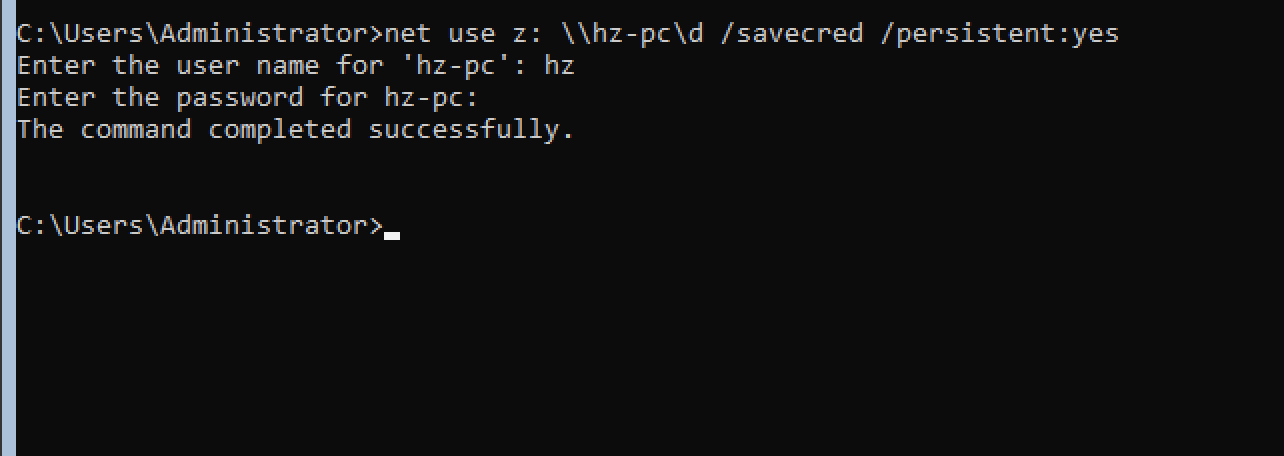 C:\Users\Administrator>net use z: \\hz-pc\d /savecred /persistent:yes
Enter the user name for 'hz-pc': hz
Enter the password for hz-pc:
The command completed successfully.
C:\Users\Administrator>